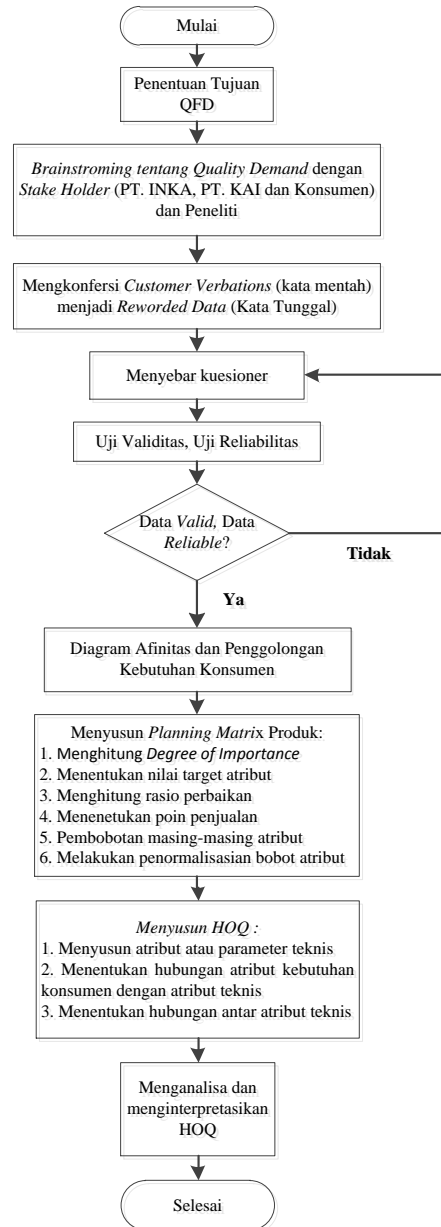 Mulai
Penentuan Tujuan
QFD
Brainstroming tentang Quality Demand dengan
Stake Holder (PT. INKA, PT. KAI dan Konsumen)
dan Peneliti
Mengkonfersi Customer Verbations (kata mentah)
menjadi Reworded Data (Kata Tunggal)
Menyebar kuesioner
Uji Validitas, Uji Reliabilitas
Data Valid, Data
Reliable?
Tidak
Ya
Diagram Afinitas dan Penggolongan
Kebutuhan Konsumen
Menyusun Planning Matrix Produk:
1. Menghitung Degree of Importance
2. Menentukan nilai target atribut
3. Menghitung rasio perbaikan
4. Menenetukan poin penjualan
5. Pembobotan masing-masing atribut
6. Melakukan penormalisasian bobot atribut
Menyusun HOQ :
1. Menyusun atribut atau parameter teknis
2. Menentukan hubungan atribut kebutuhan
konsumen dengan atribut teknis
3. Menentukan hubungan antar atribut teknis
Menganalisa dan
menginterpretasikan
HOQ
Selesai